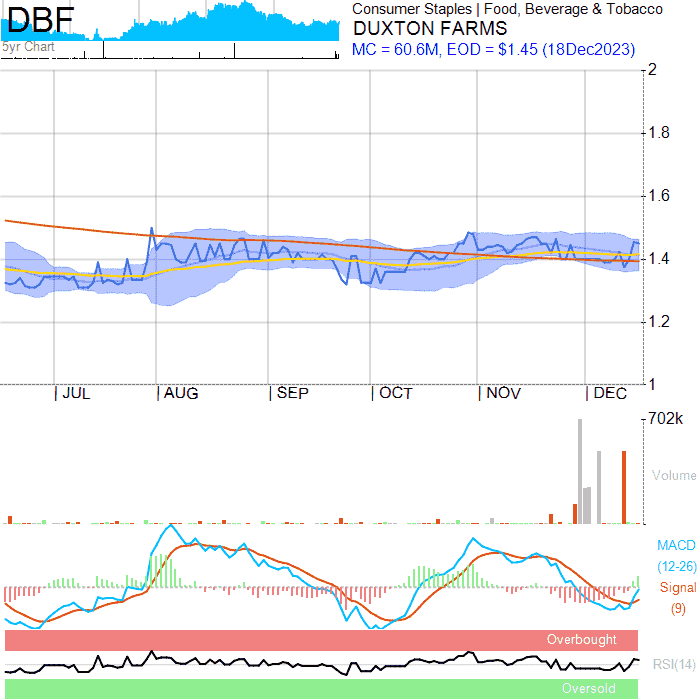 DBF
Consumer Staples | Food, Beverage & Tobacco
DUXTON FARMS
5yr Chart
MC = 60.6M, EOD = $1.45 (18Dec2023)
2
1.8
1.6
1.4
1.2
1
JUL AUG SEP OCT NOV DEC
702k
Volume
MACD
(12-26)
Signal
(9)
Overbought
RSI(14)
Oversold